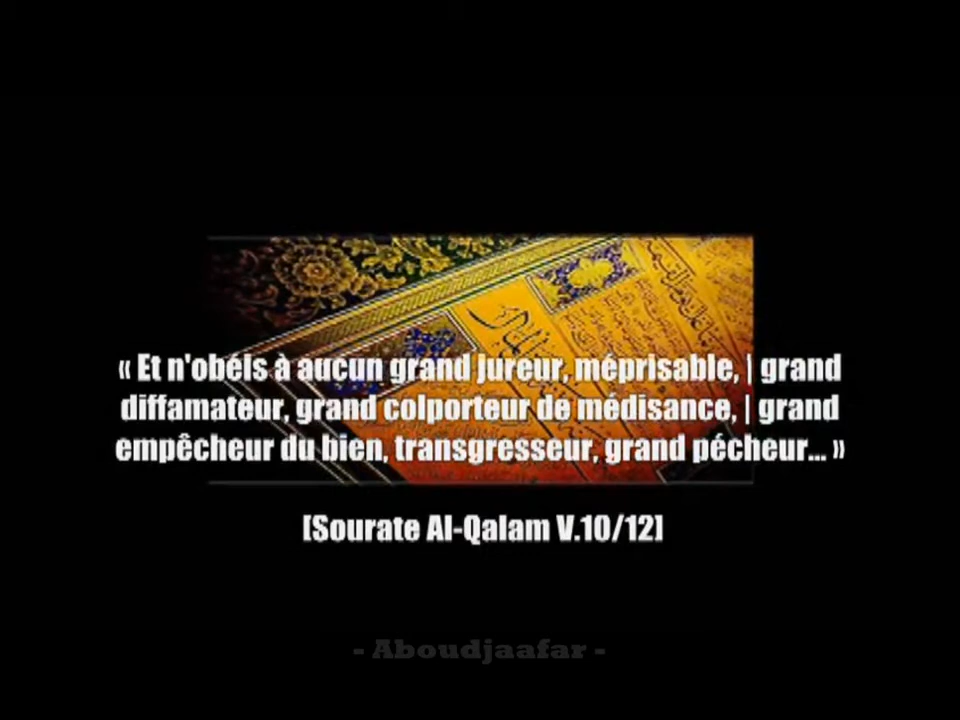 « Et n'obéis à aucun grand jureur, méprisable, | grand
diffamateur, grand colporteur de médisance, | grand
empêcheur du bien, transgresseur, grand pécheur... »
[Sourate Al-Qalam V.10/12]
- Aboudjaafar -